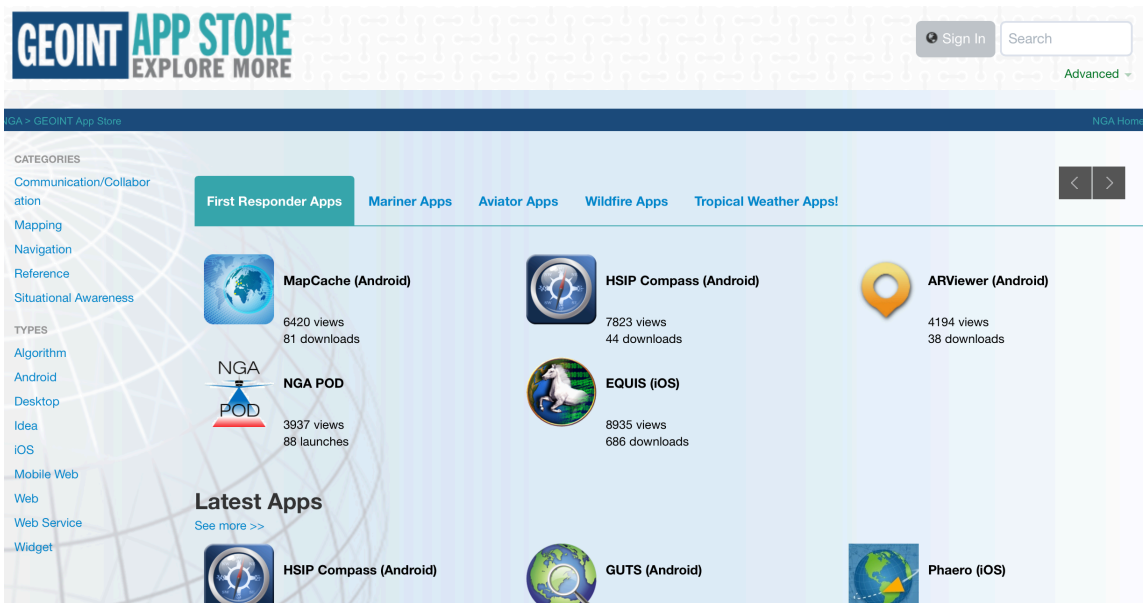 GEOINT APP STORE
EXPLORE MORE
Sign In
Search
Advanced
NGA > GEOINT App Store
NGA Home
CATEGORIES
Communication/Collabor
ation
Mapping
Navigation
Reference
Situational Awareness
TYPES
Algorithm
Android
Desktop
Idea
iOS
Mobile Web
Web
Web Service
Widget
First Responder Apps
Mariner Apps
Aviator Apps
Wildfire Apps
Tropical Weather Apps!
MapCache (Android)
6420 views
81 downloads
HSIP Compass (Android)
7823 views
44 downloads
ARViewer (Android)
4194 views
38 downloads
NGA
POD
NGA POD
3937 views
88 launches
EQUIS (iOS)
8935 views
686 downloads
Latest Apps
See more >>
HSIP Compass (Android)
GUTS (Android)
Phaero (iOS)